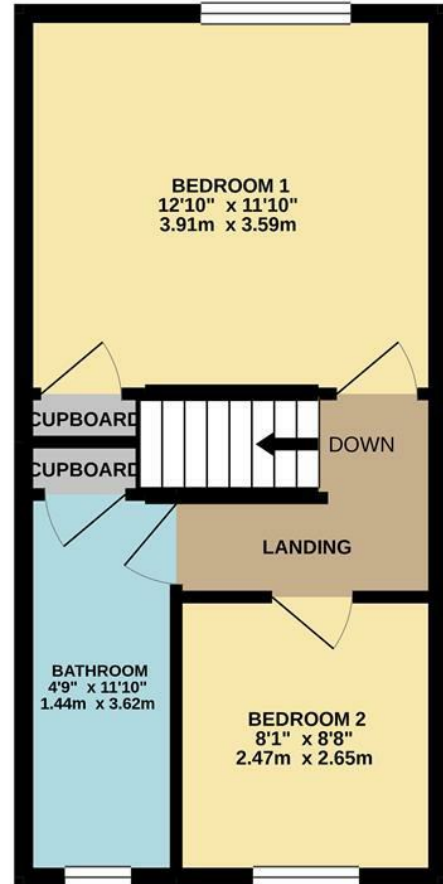 BEDROOM 1
12'10" x 11'10"
3.91m x 3.59m
CUPBOARD
CUPBOARD
DOWN
LANDING
BATHROOM
4'9" x 11'10"
1.44m x 3.62m
BEDROOM 2
8'1" x 8'8"
2.47m x 2.65m